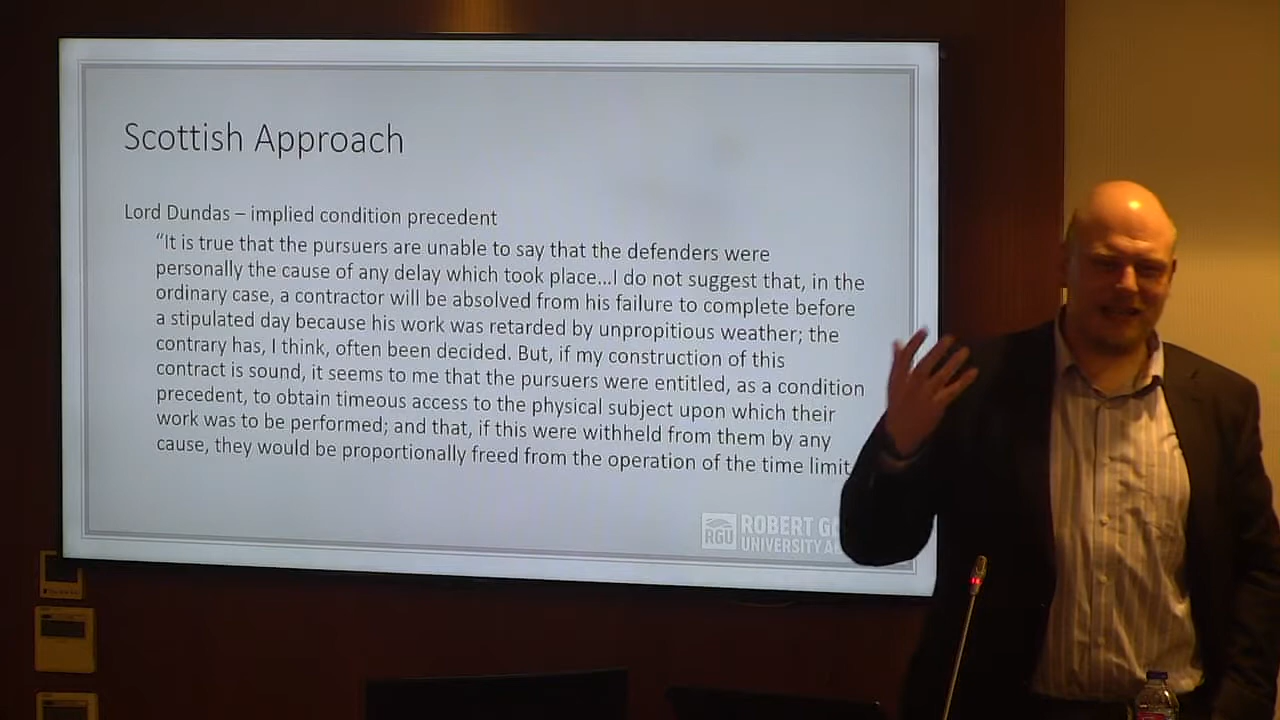 Scottish Approach
Lord Dundas – implied condition precedent
“It is true that the pursuers are unable to say that the defenders were
personally the cause of any delay which took place...I do not suggest that, in the
ordinary case, a contractor will be absolved from his failure to complete before
a stipulated day because his work was retarded by unpropitious weather; the
contrary has, I think, often been decided. But, if my construction of this
contract is sound, it seems to me that the pursuers were entitled, as a condition
precedent, to obtain timeous access to the physical subject upon which their
work was to be performed; and that, if this were withheld from them by any
cause, they would be proportionally freed from the operation of the time limit
RGU ROBERT
UNIVERSITY